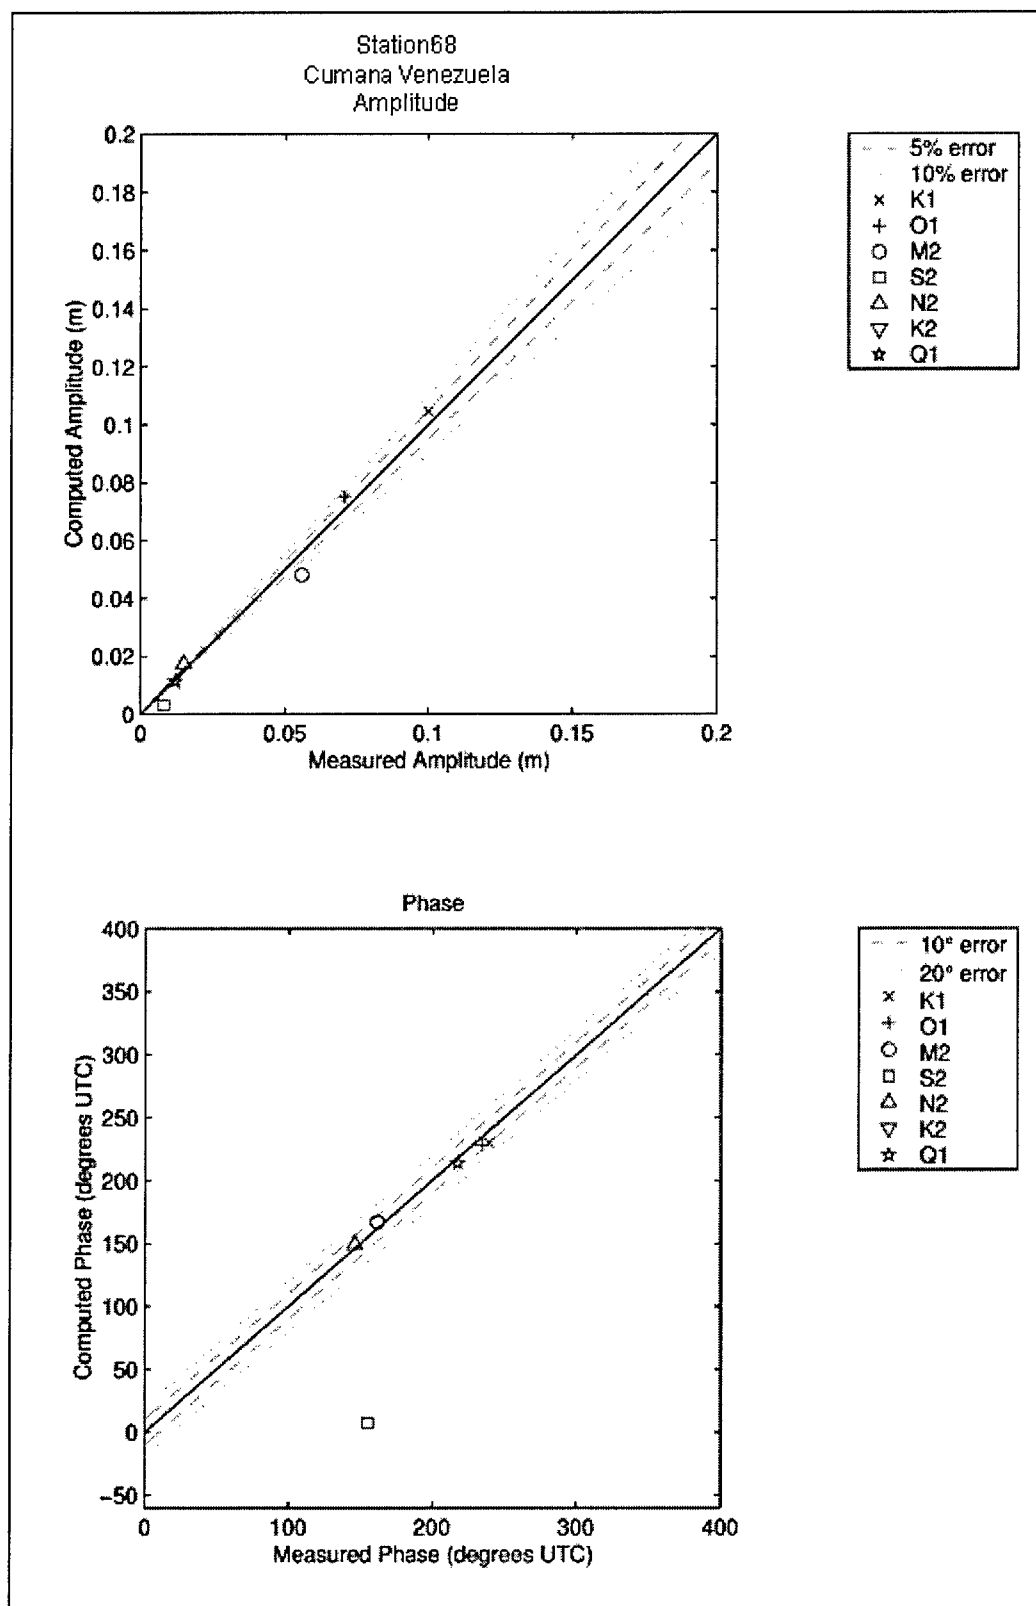 Station68
Cumana Venezuela
Amplitude
0.2
0.18
0.16
0.14
0.12
0.1
0.08
0.06
0.04
0.02
0
Computed Amplitude (m)
0 0.05 0.1 0.15 0.2
Measured Amplitude (m)
5% error
10% error
K1
O1
M2
S2
N2
K2
Q1
Phase
400
350
300
250
200
150
100
50
0
-50
Computed Phase (degrees UTC)
0 100 200 300 400
Measured Phase (degrees UTC)
10° error
20° error
K1
O1
M2
S2
N2
K2
Q1